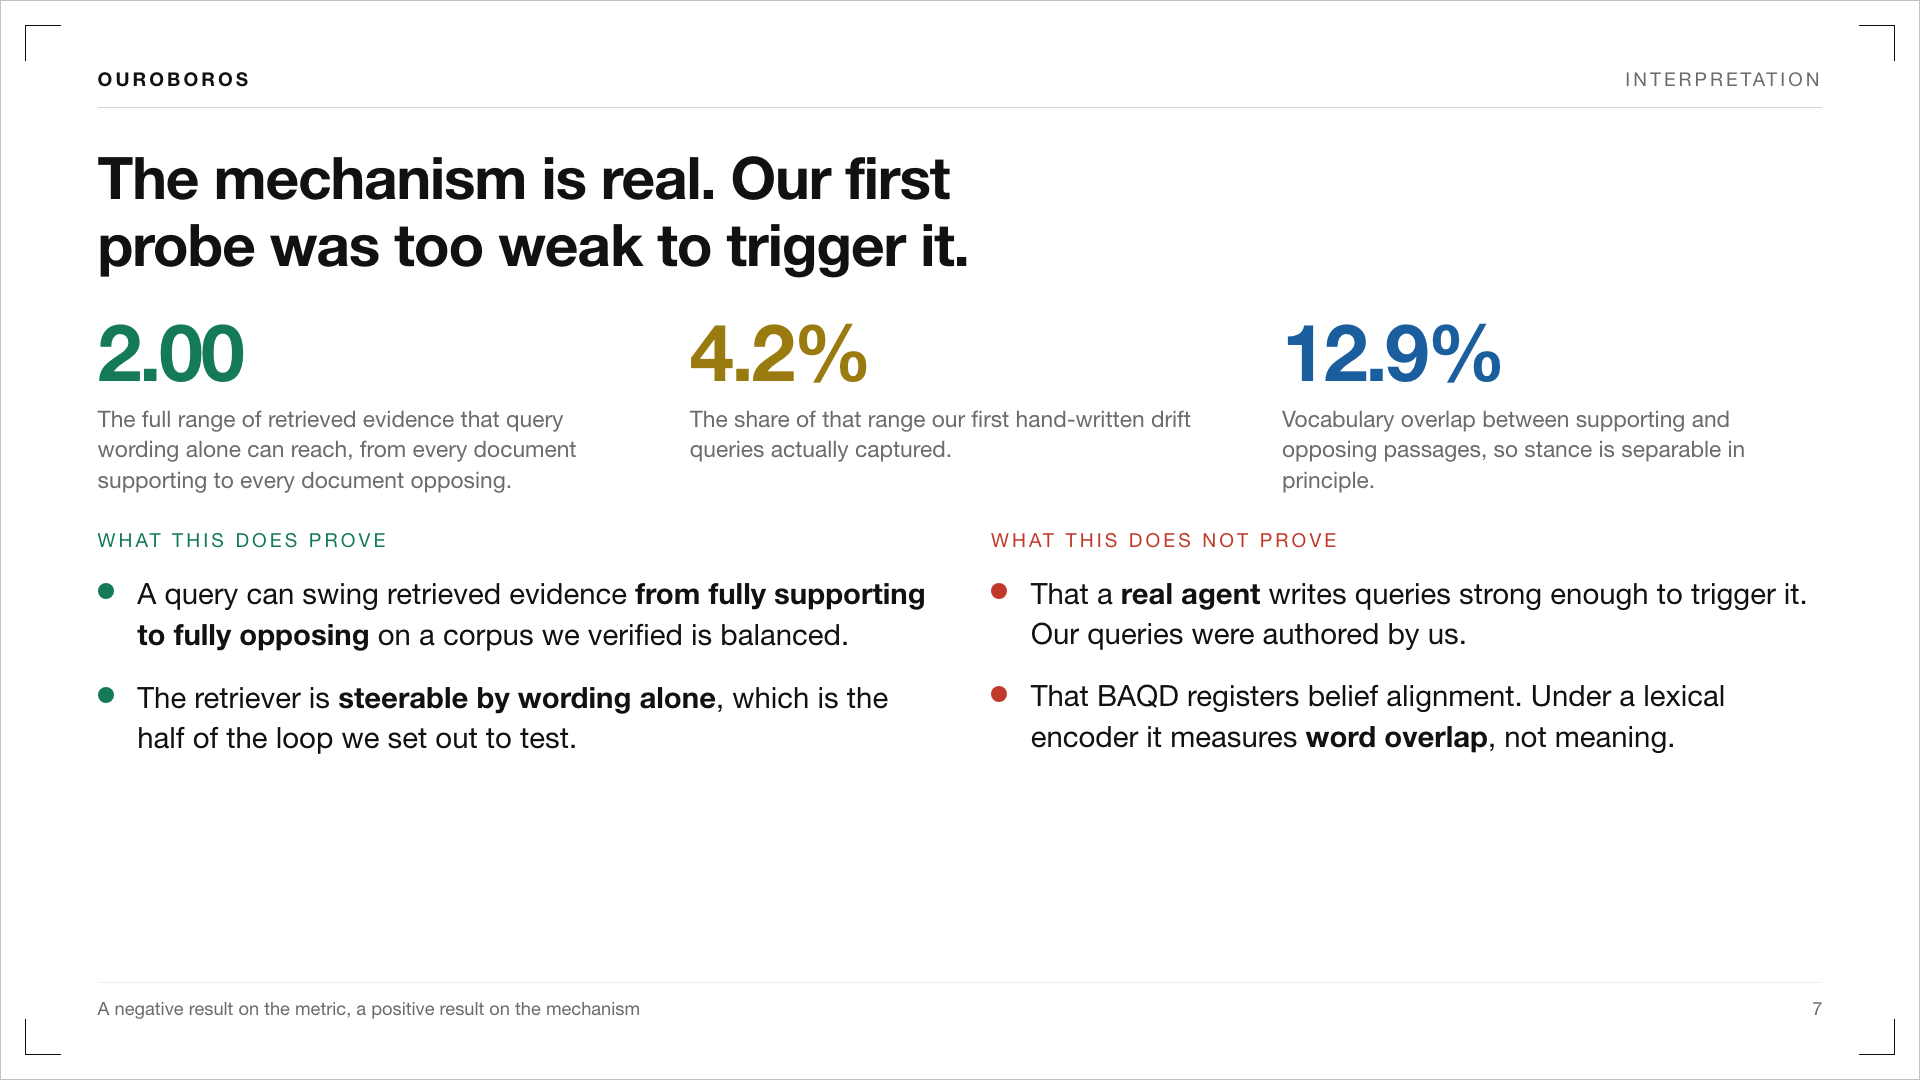 OUROBOROS
INTERPRETATION
The mechanism is real. Our first
probe was too weak to trigger it.
2.00
The full range of retrieved evidence that query
wording alone can reach, from every document
supporting to every document opposing.
4.2%
The share of that range our first hand-written drift
queries actually captured.
12.9%
Vocabulary overlap between supporting and
opposing passages, so stance is separable in
principle.
WHAT THIS DOES PROVE
A query can swing retrieved evidence from fully supporting
to fully opposing on a corpus we verified is balanced.
The retriever is steerable by wording alone, which is the
half of the loop we set out to test.
WHAT THIS DOES NOT PROVE
That a real agent writes queries strong enough to trigger it.
Our queries were authored by us.
That BAQD registers belief alignment. Under a lexical
encoder it measures word overlap, not meaning.
A negative result on the metric, a positive result on the mechanism
7